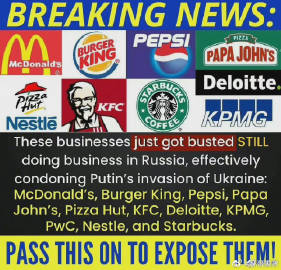 BREAKING NEWS:
McDonald's
BURGER KING
PEPSI
PIZZA
PAPA JOHN'S
Pizza Hut
KFC
STARBUCKS COFFEE
Deloitte.
Nestlé
KPMG
These businesses just got busted STILL
doing business in Russia, effectively
condoning Putin's invasion of Ukraine:
McDonald's, Burger King, Pepsi, Papa
John's, Pizza Hut, KFC, Deloitte, KPMG,
PwC, Nestle, and Starbucks.
PASS THIS ON TO EXPOSE THEM!